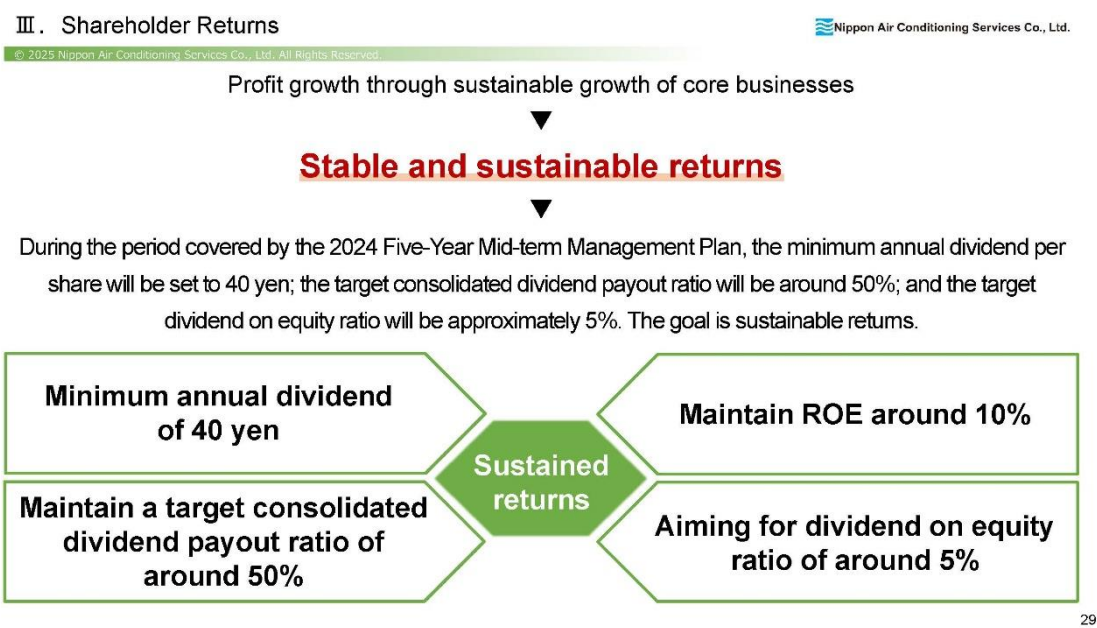 Ⅲ. Shareholder Returns
Nippon Air Conditioning Services Co., Ltd.
© 2025 Nippon Air Conditioning Services Co., Ltd. All Rights Reserved.
Profit growth through sustainable growth of core businesses
▼
Stable and sustainable returns
▼
During the period covered by the 2024 Five-Year Mid-term Management Plan, the minimum annual dividend per
share will be set to 40 yen; the target consolidated dividend payout ratio will be around 50%; and the target
dividend on equity ratio will be approximately 5%. The goal is sustainable returns.
Minimum annual dividend
of 40 yen
Maintain ROE around 10%
Sustained
returns
Maintain a target consolidated
dividend payout ratio of
around 50%
Aiming for dividend on equity
ratio of around 5%
29